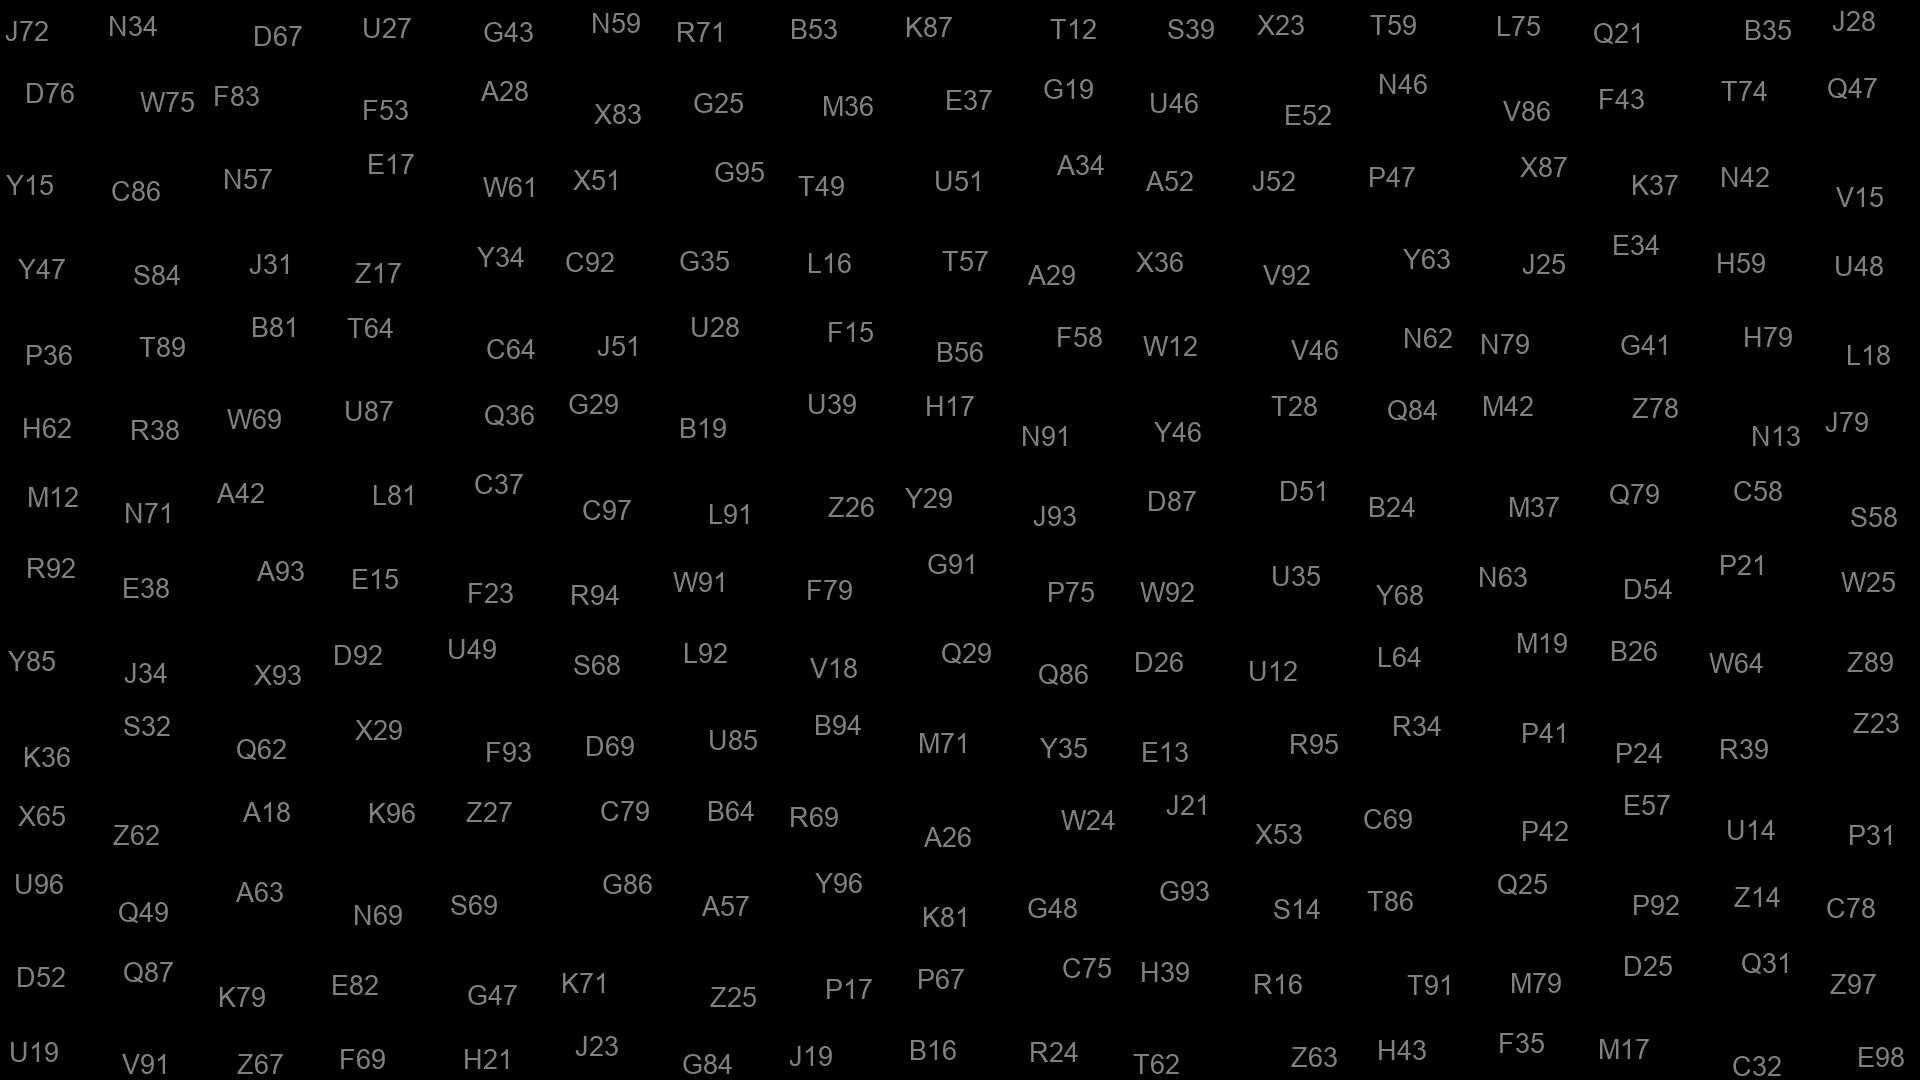 J72 N34 D67 U27 G43 N59 R71 B53 K87 T12 S39 X23 T59 L75 Q21 B35 J28
D76 W75 F83 F53 A28 X83 G25 M36 E37 G19 U46 E52 N46 V86 F43 T74 Q47
Y15 C86 N57 E17 W61 X51 G95 T49 U51 A34 A52 J52 P47 X87 K37 N42 V15
Y47 S84 J31 Z17 Y34 C92 G35 L16 T57 A29 X36 V92 Y63 J25 E34 H59 U48
P36 T89 B81 T64 C64 J51 U28 F15 B56 F58 W12 V46 N62 N79 G41 H79 L18
H62 R38 W69 U87 Q36 G29 B19 U39 H17 N91 Y46 T28 Q84 M42 Z78 N13 J79
M12 N71 A42 L81 C37 C97 L91 Z26 Y29 J93 D87 D51 B24 M37 Q79 C58 S58
R92 E38 A93 E15 F23 R94 W91 F79 G91 P75 W92 U35 Y68 N63 D54 P21 W25
Y85 J34 X93 D92 U49 S68 L92 V18 Q29 Q86 D26 U12 L64 M19 B26 W64 Z89
K36 S32 Q62 X29 F93 D69 U85 B94 M71 Y35 E13 R95 R34 P41 P24 R39 Z23
X65 Z62 A18 K96 Z27 C79 B64 R69 A26 W24 J21 X53 C69 P42 E57 U14 P31
U96 Q49 A63 N69 S69 G86 A57 Y96 K81 G48 G93 S14 T86 Q25 P92 Z14 C78
D52 Q87 K79 E82 G47 K71 Z25 P17 P67 C75 H39 R16 T91 M79 D25 Q31 Z97
U19 V91 Z67 F69 H21 J23 G84 J19 B16 R24 T62 Z63 H43 F35 M17 C32 E98